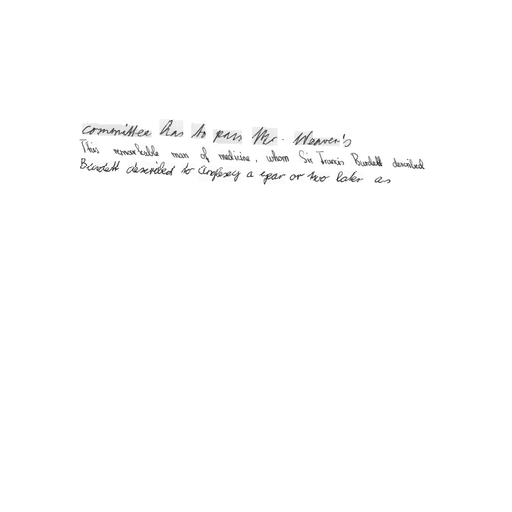 committee has to pass Mr. Weaver's
This remarkable man of medicine, whom Sir Francis Burdett described
Burdett described to Anglesey a year or two later as